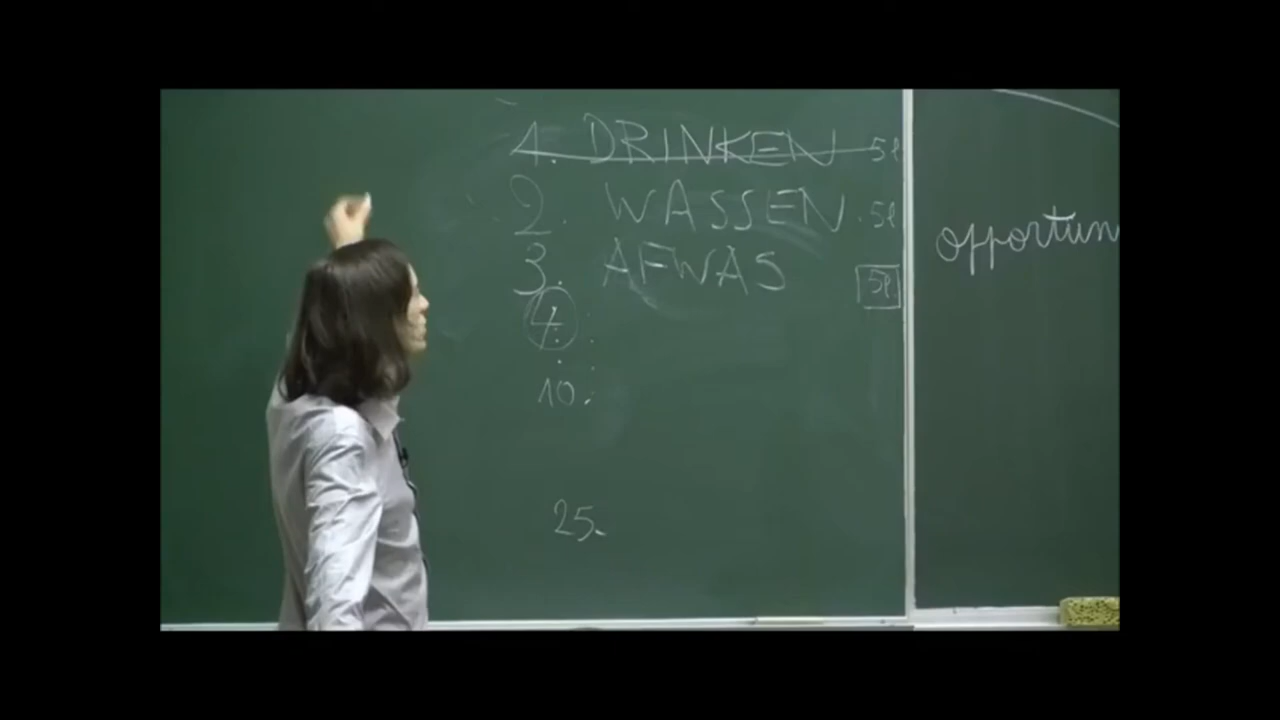 1. DRINKEN 5l
2. WASSEN. 5l
3. AFWAS 5l.
4.
10.
25.
opportun